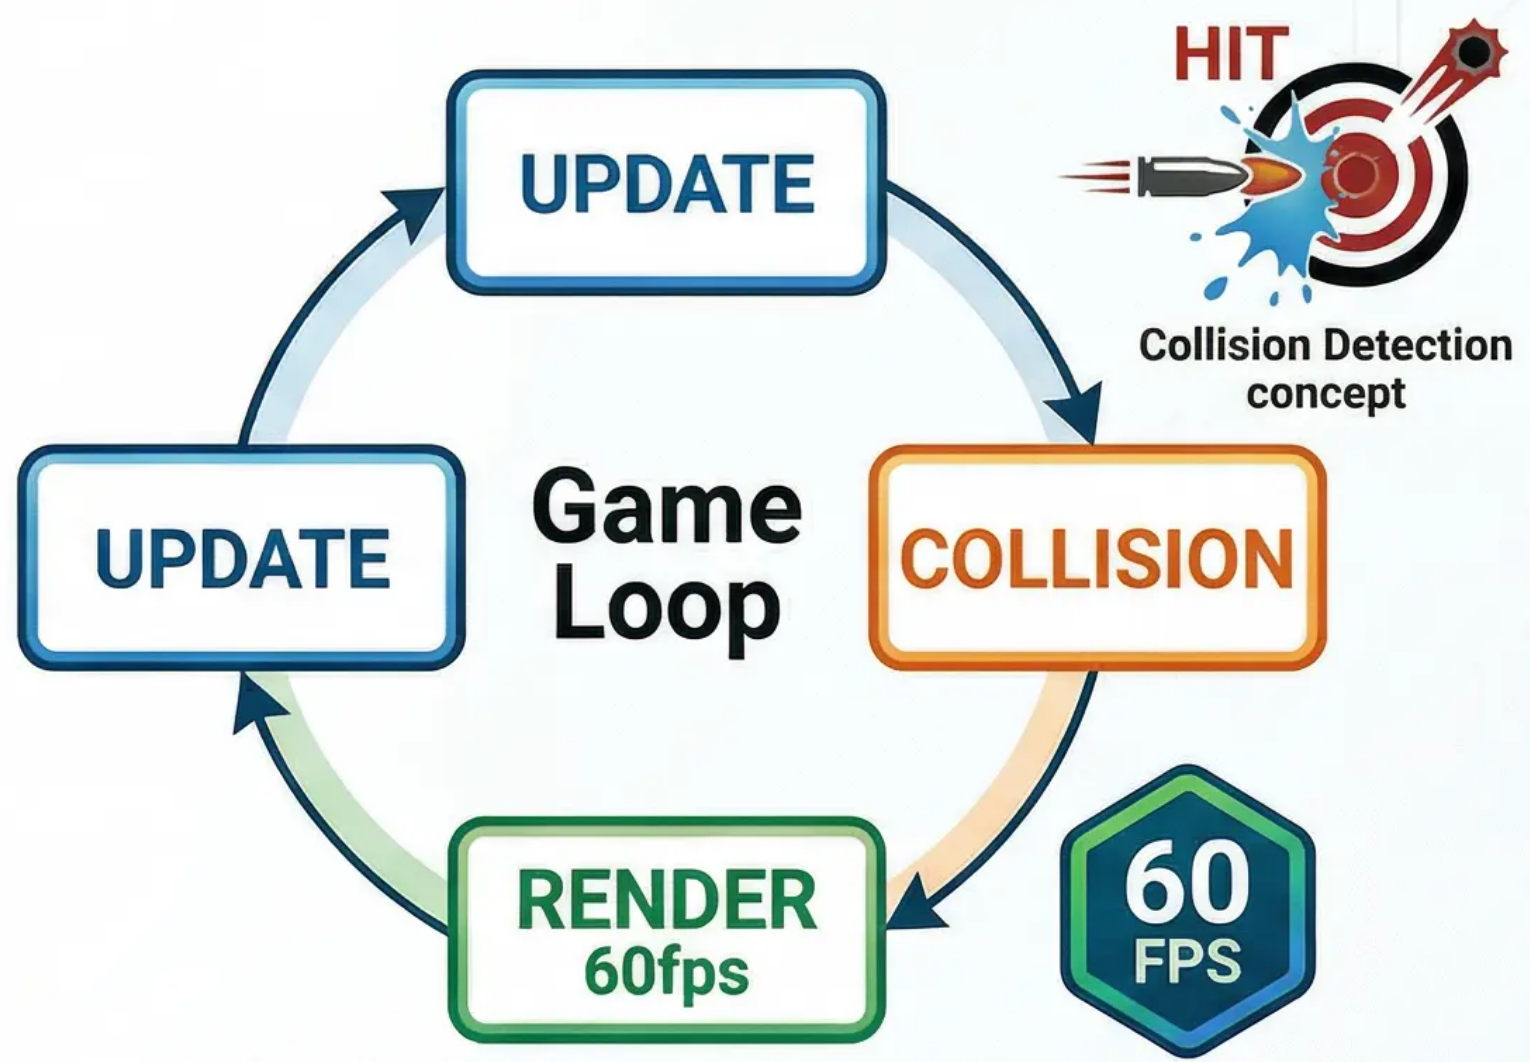 HIT
UPDATE
Collision Detection
concept
UPDATE
Game
Loop
COLLISION
RENDER
60fps
60
FPS